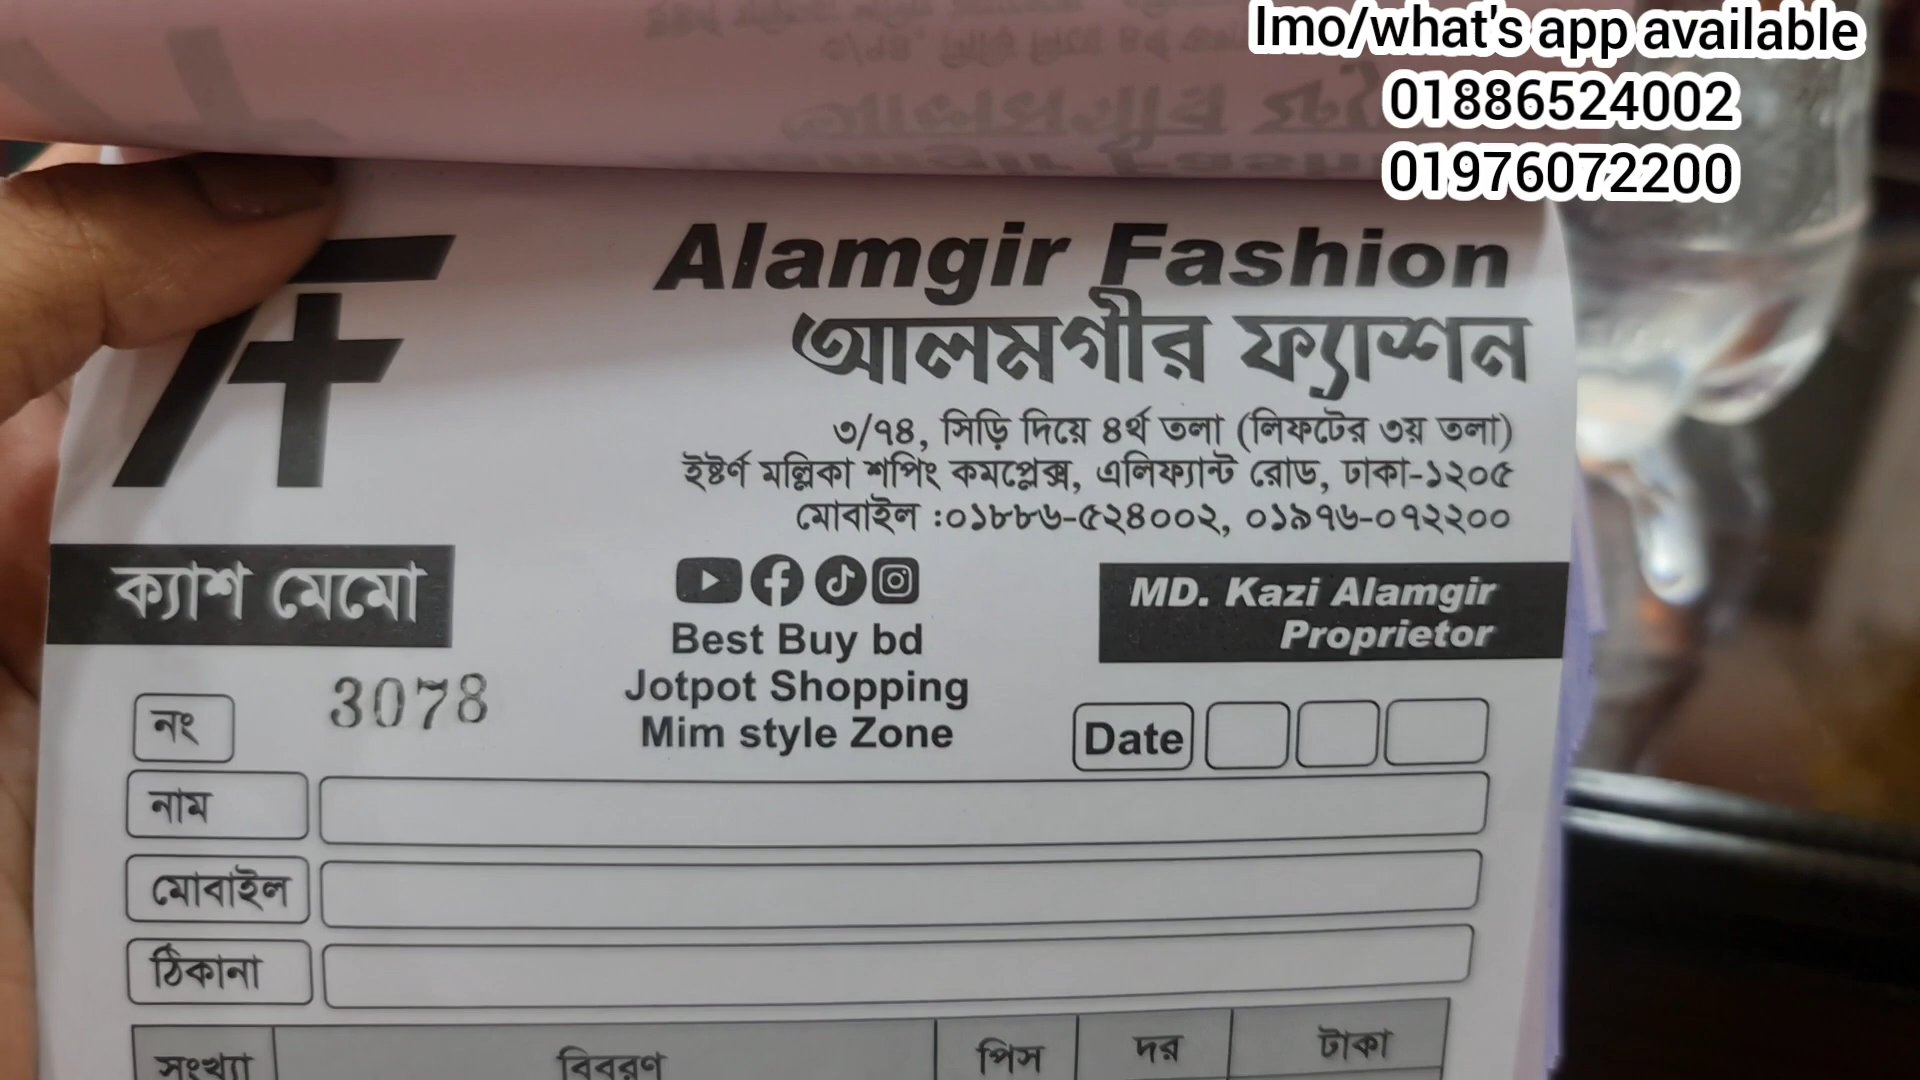 Imo/what's app available
01886524002
01976072200
Alamgir Fashion
আলমগীর ফ্যাশন
৩/৭৪, সিড়ি দিয়ে ৪র্থ তলা (লিফটের ৩য় তলা)
ইষ্টর্ণ মল্লিকা শপিং কমপ্লেক্স, এলিফ্যান্ট রোড, ঢাকা-১২০৫
মোবাইল :০১৮৮৬-৫২৪০০২, ০১৯৭৬-০৭২২০০
ক্যাশ মেমো
MD. Kazi Alamgir
Proprietor
Best Buy bd
Jotpot Shopping
Mim style Zone
নং 3078
Date
নাম
মোবাইল
ঠিকানা
সংখ্যা বিবরণ পিস দর টাকা